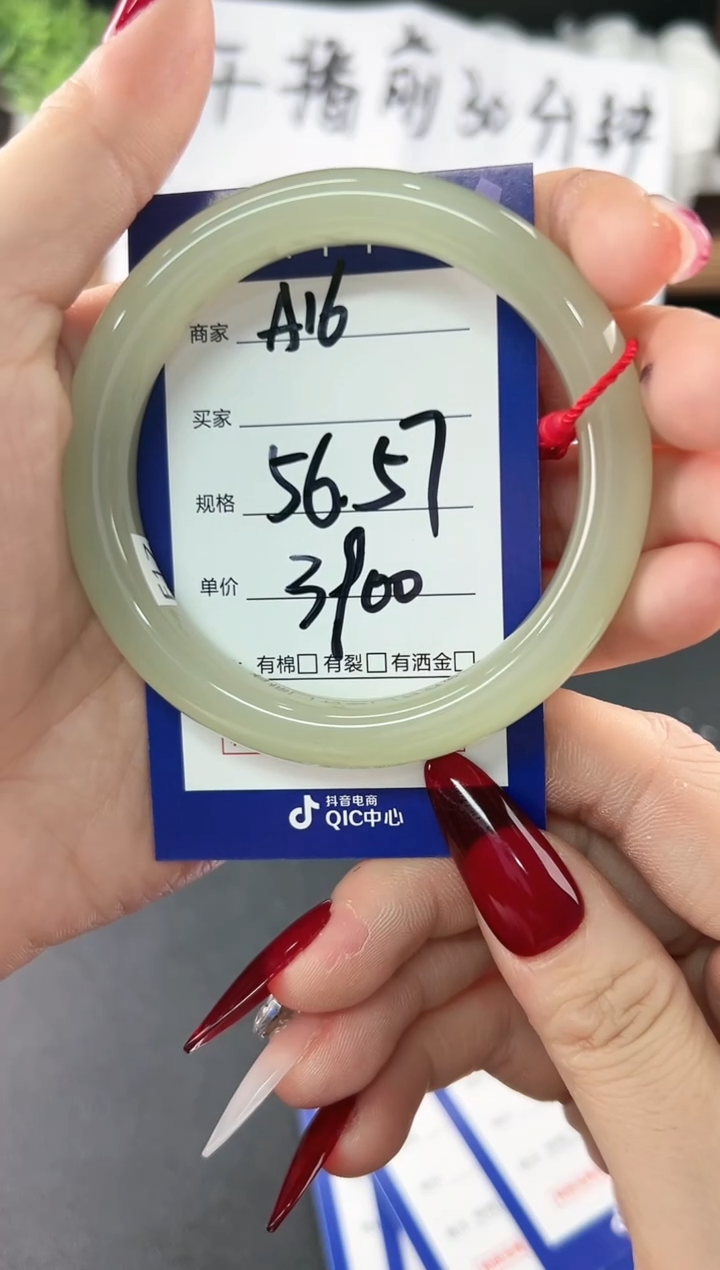 开播前30分钟
商家 A16
买家
规格 56.57
单价 3900
有棉□ 有裂□ 有洒金□
抖音电商
QIC中心